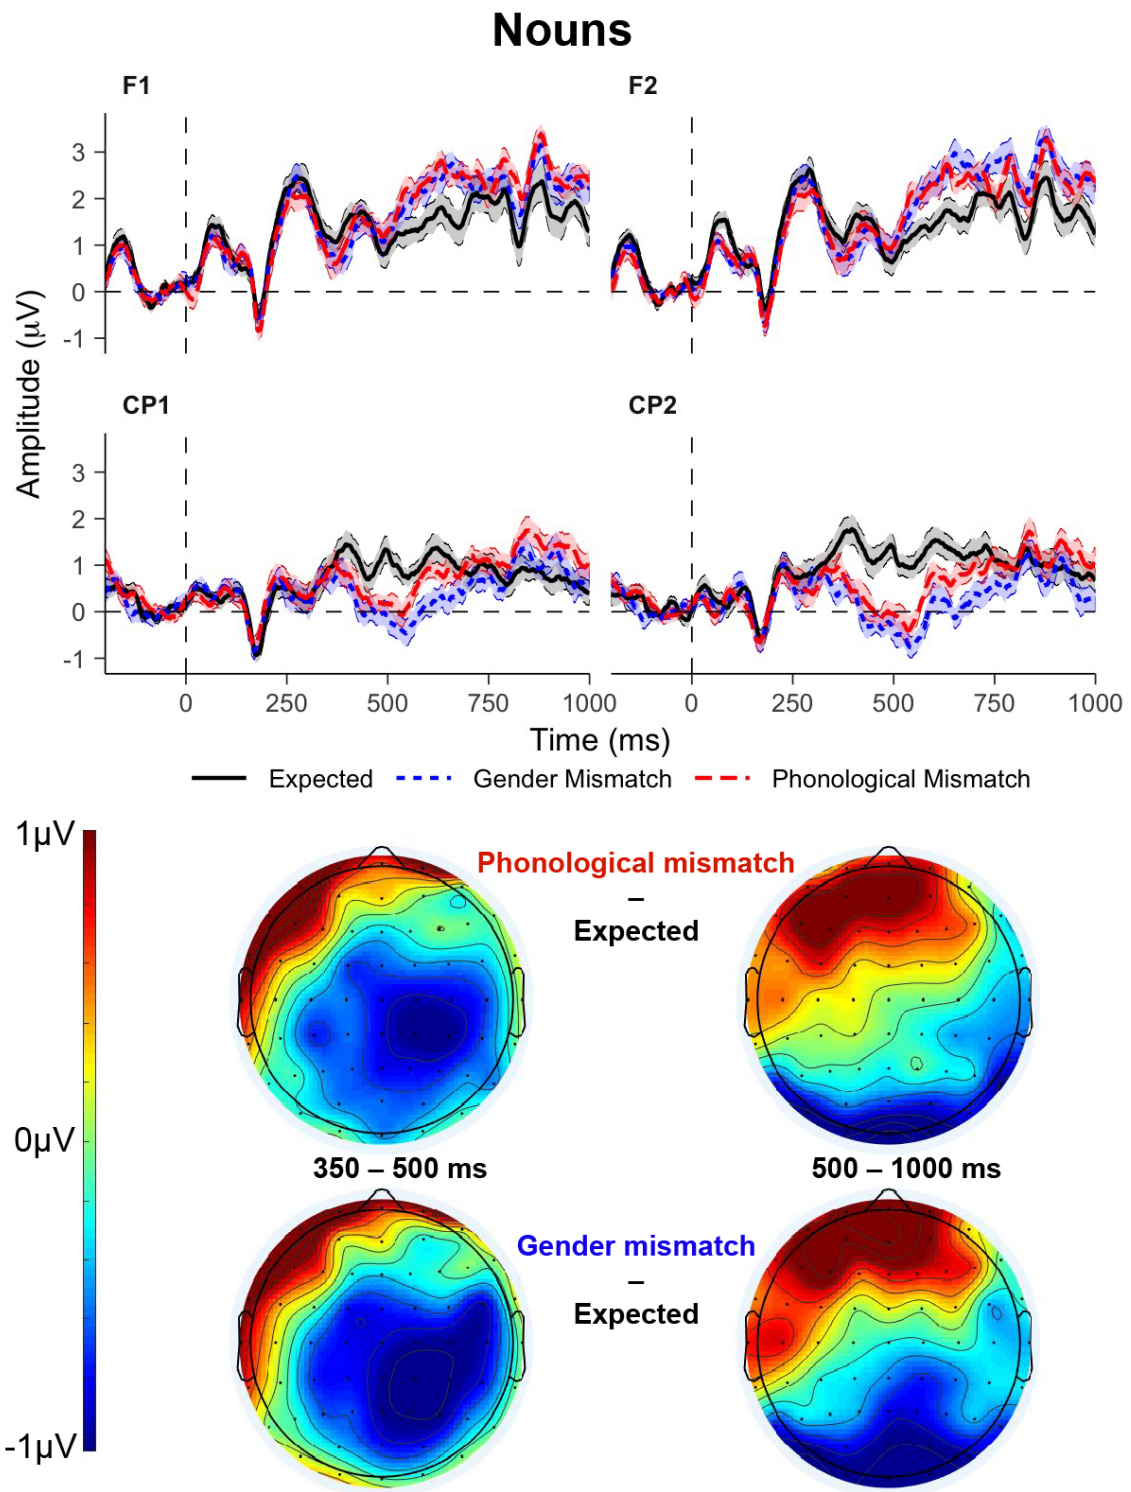 Nouns
F1
F2
3
2
1
0
-1
CP1
CP2
3
2
1
0
-1
Amplitude (µV)
0
250
500
750
1000
0
250
500
750
1000
Time (ms)
Expected
Gender Mismatch
Phonological Mismatch
1µV
0µV
-1µV
Phonological mismatch
–
Expected
350 – 500 ms
500 – 1000 ms
Gender mismatch
–
Expected